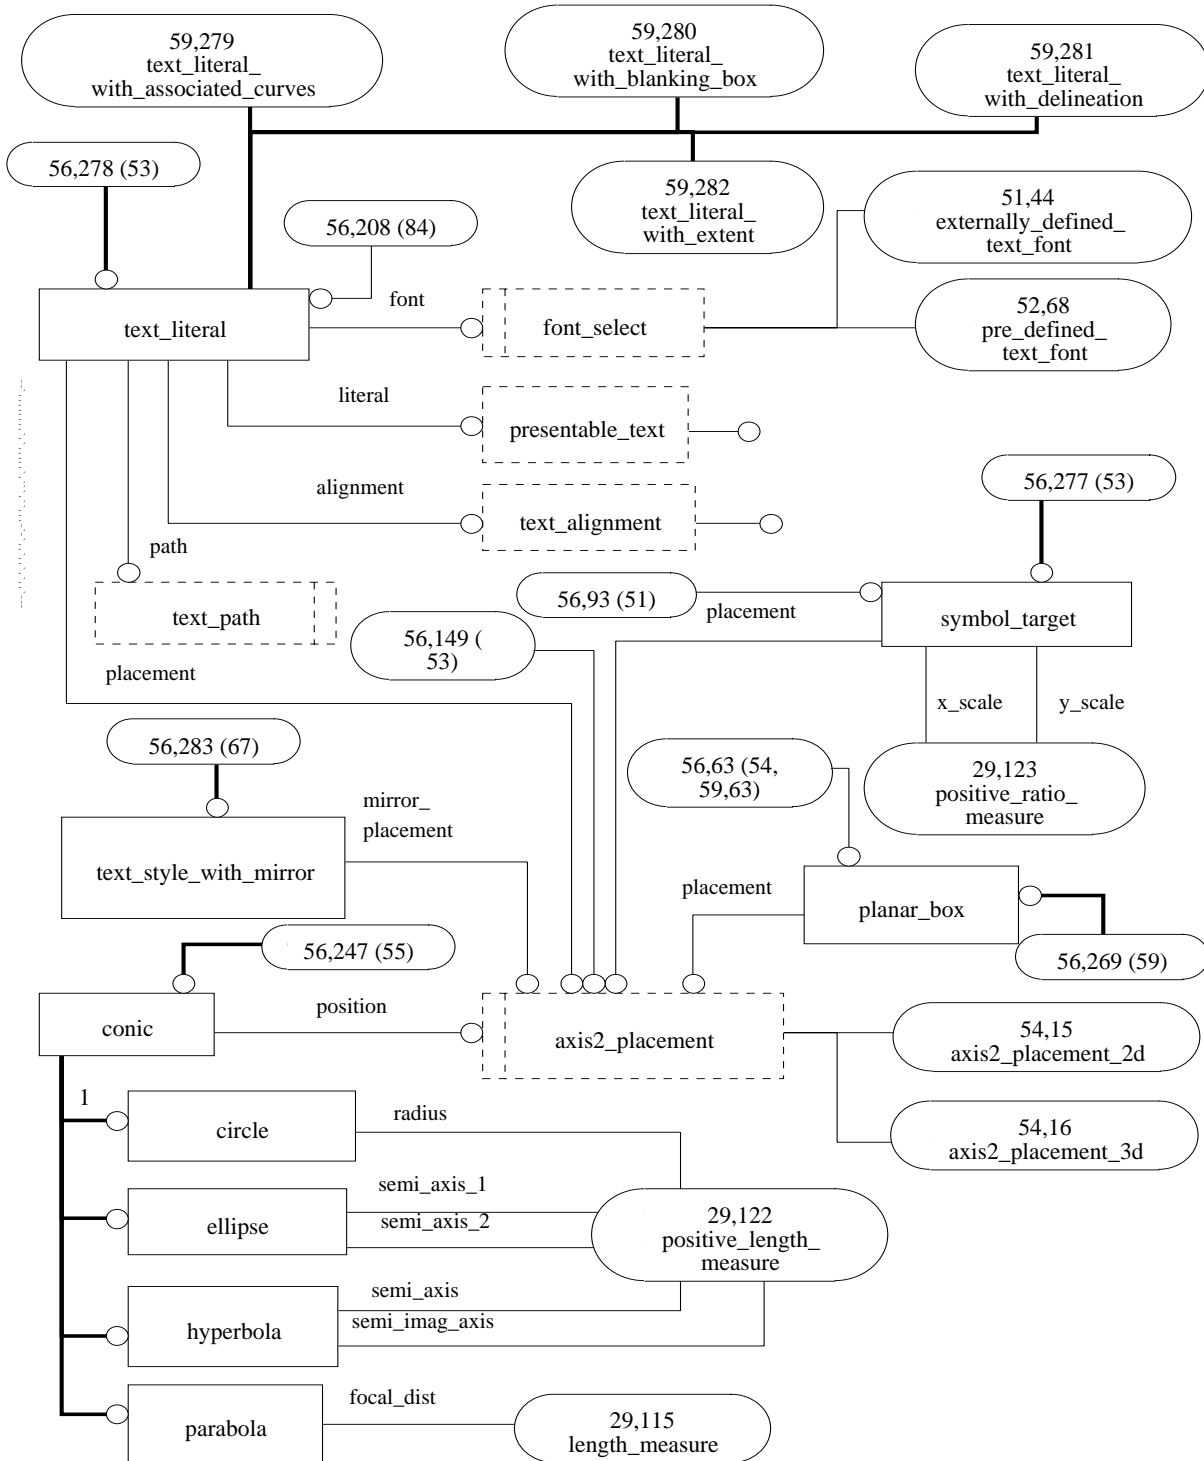 59,279
text_literal_
with_associated_curves
59,280
text_literal_
with_blanking_box
59,281
text_literal_
with_delineation
56,278 (53)
59,282
text_literal_
with_extent
51,44
externally_defined_
text_font
56,208 (84)
font
text_literal
font_select
52,68
pre_defined_
text_font
literal
presentable_text
56,277 (53)
alignment
text_alignment
path
56,93 (51)
placement
text_path
symbol_target
56,149 (
53)
placement
x_scale
y_scale
56,283 (67)
56,63 (54,
59,63)
29,123
positive_ratio_
measure
mirror_
placement
text_style_with_mirror
placement
planar_box
56,247 (55)
56,269 (59)
conic
position
axis2_placement
54,15
axis2_placement_2d
1
circle
radius
54,16
axis2_placement_3d
semi_axis_1
ellipse
semi_axis_2
29,122
positive_length_
measure
semi_axis
hyperbola
semi_imag_axis
focal_dist
parabola
29,115
length_measure